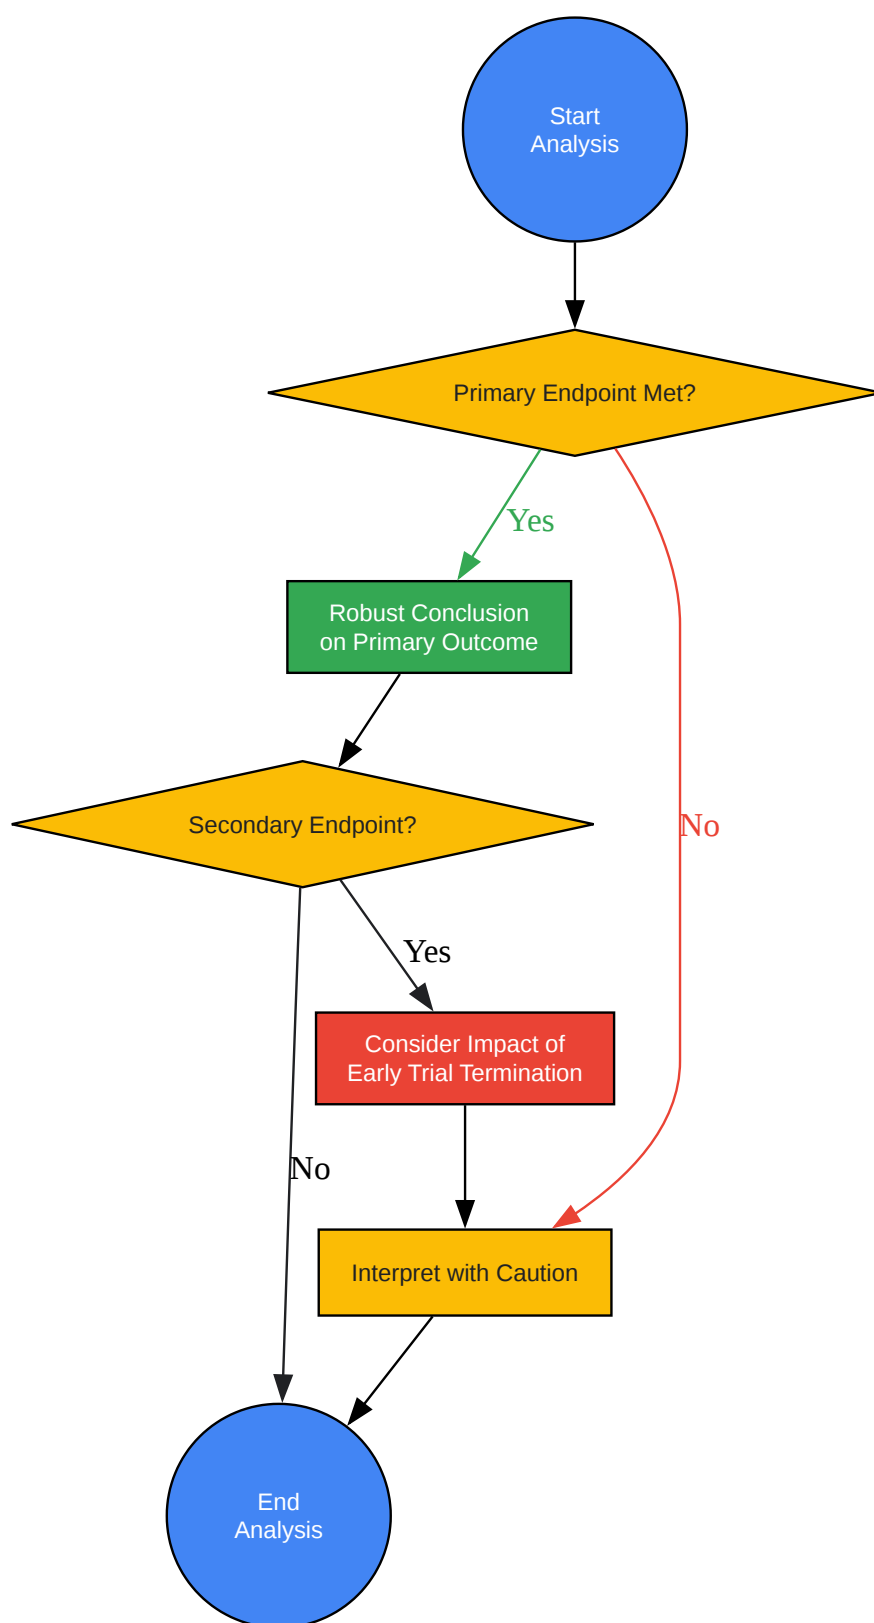 Start
Analysis
Primary Endpoint Met?
Yes
Robust Conclusion
on Primary Outcome
Secondary Endpoint?
No
Yes
Consider Impact of
Early Trial Termination
No
Interpret with Caution
End
Analysis